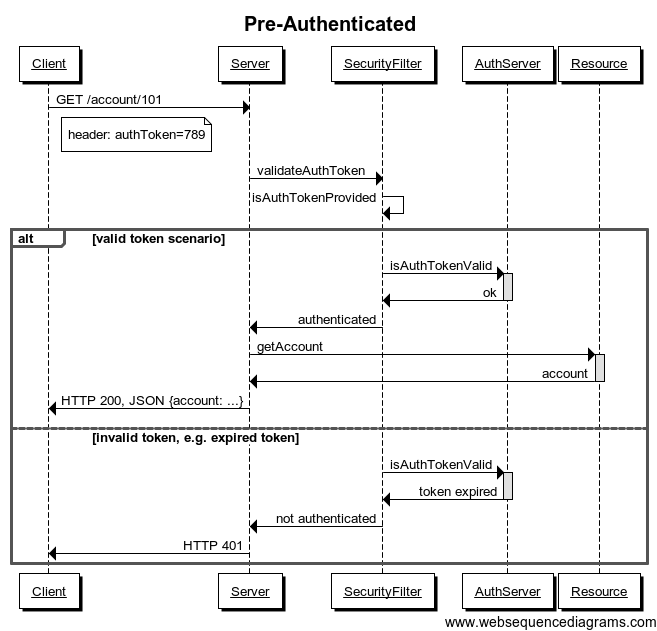 Pre-Authenticated
Client Server SecurityFilter AuthServer Resource
GET /account/101
header: authToken=789
validateAuthToken
isAuthTokenProvided
alt [valid token scenario]
isAuthTokenValid
ok
authenticated
getAccount
account
HTTP 200, JSON {account: ...}
[invalid token, e.g. expired token]
isAuthTokenValid
token expired
not authenticated
HTTP 401
Client Server SecurityFilter AuthServer Resource
www.websequencediagrams.com